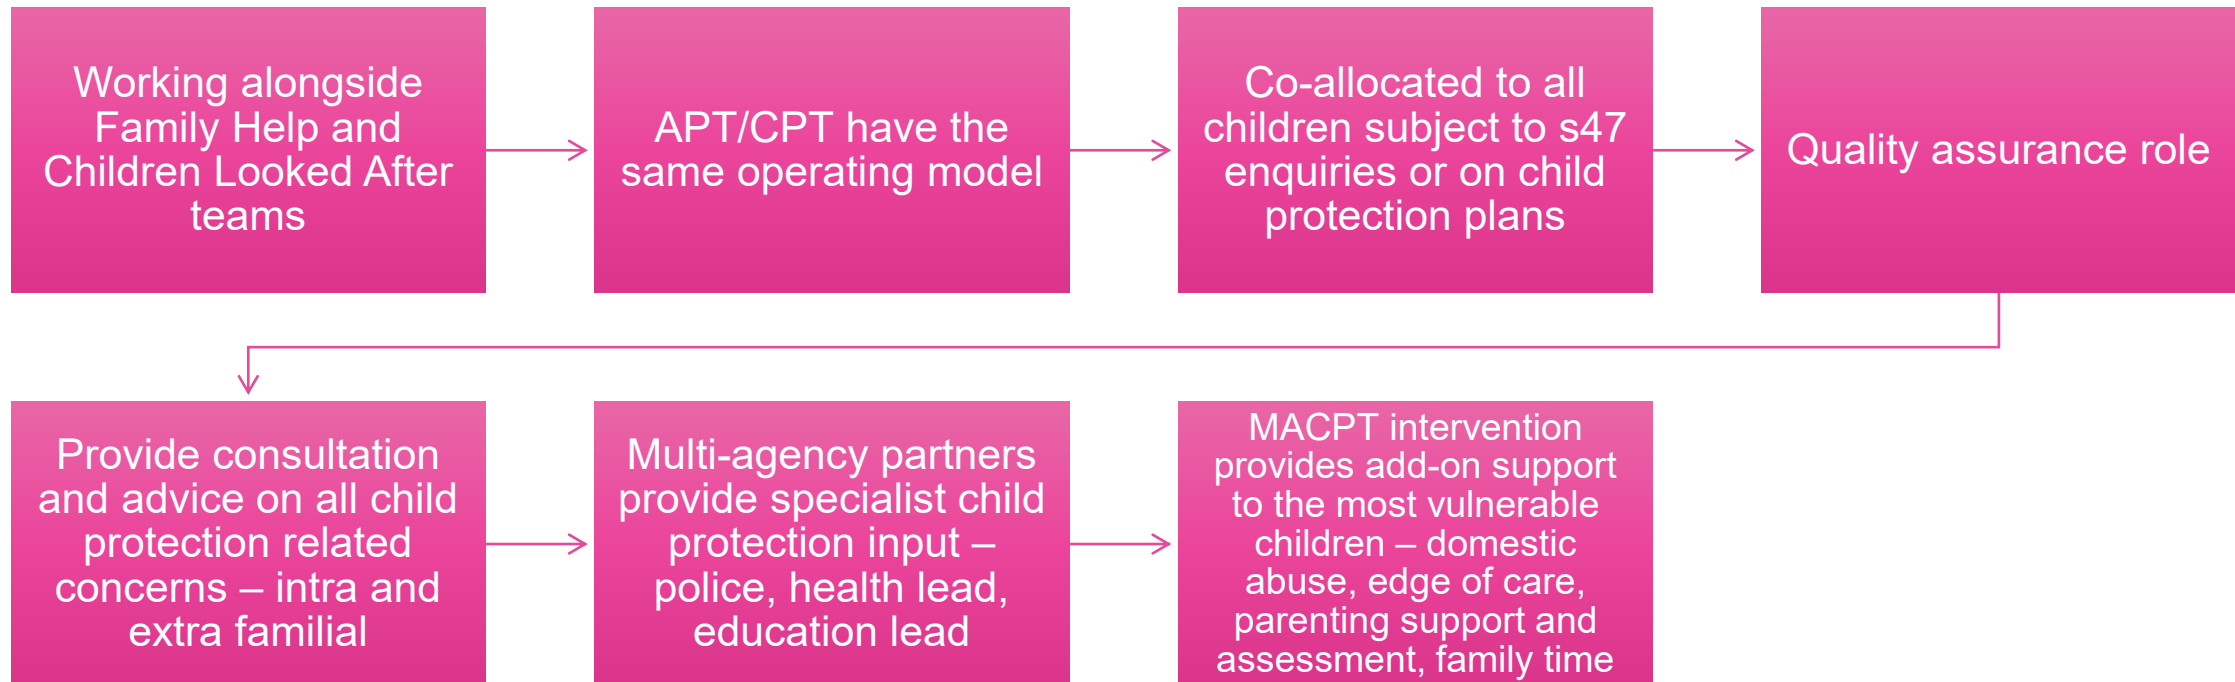 Working alongside
Family Help and
Children Looked After
teams
APT/CPT have the
same operating model
Co-allocated to all
children subject to s47
enquiries or on child
protection plans
Quality assurance role
Provide consultation
and advice on all child
protection related
concerns – intra and
extra familial
Multi-agency partners
provide specialist child
protection input –
police, health lead,
education lead
MACPT intervention
provides add-on support
to the most vulnerable
children – domestic
abuse, edge of care,
parenting support and
assessment, family time